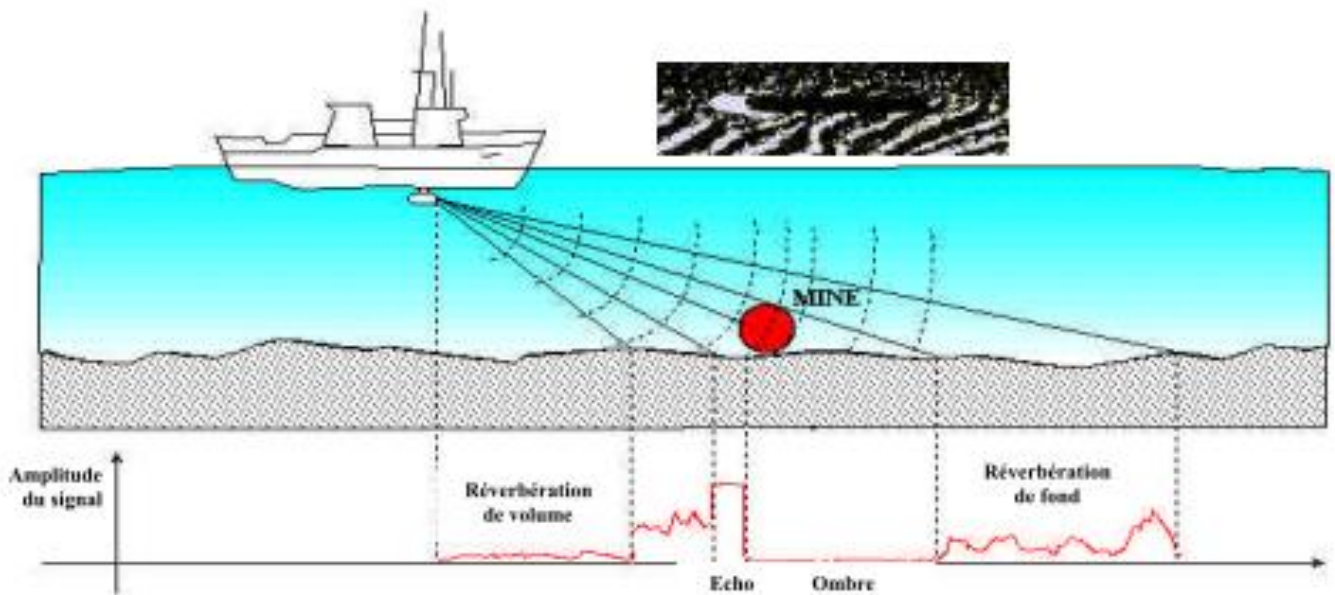 MINE
Amplitude
du signal
Réverbération
de volume
Réverbération
de fond
Echo
Ombre